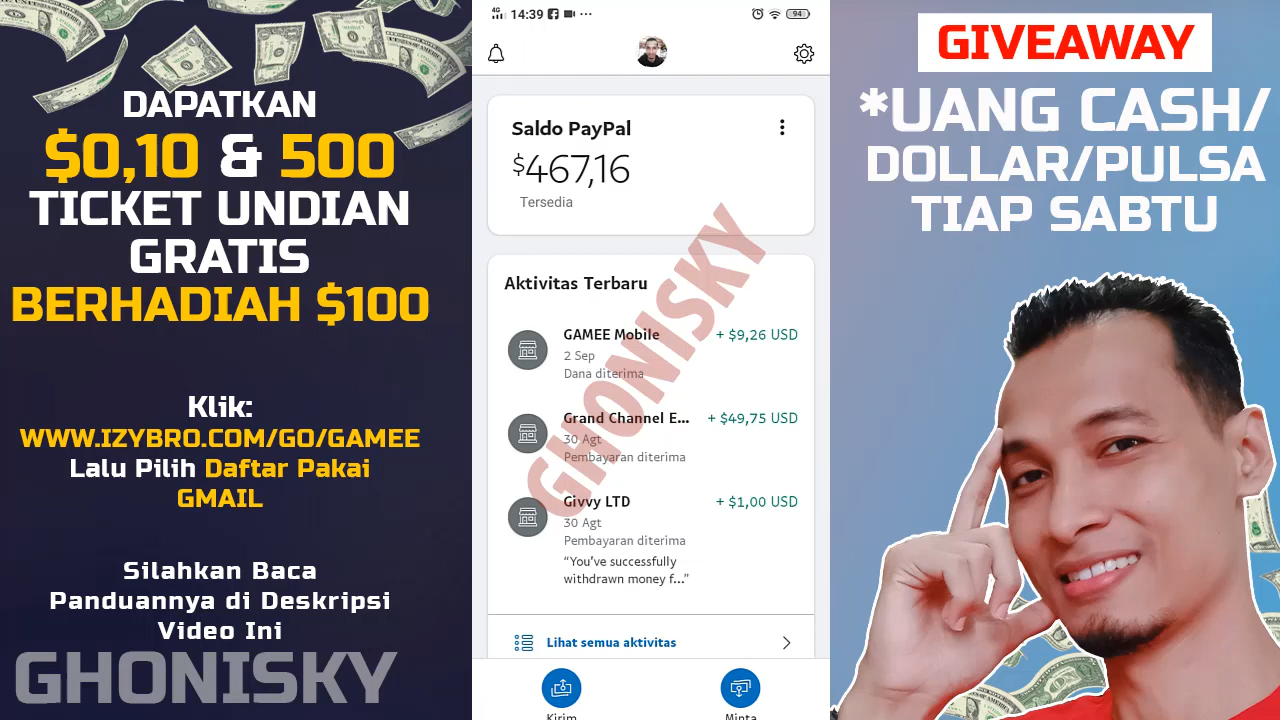 DAPATKAN
$0,10 & 500
TICKET UNDIAN
GRATIS
BERHADIAH $100
Klik:
WWW.IZYBRO.COM/GO/GAMEE
Lalu Pilih Daftar Pakai
GMAIL
Silahkan Baca
Panduannya di Deskripsi
Video Ini
GHONISKY
4G 14:39 94
Saldo PayPal
$467,16
Tersedia
Aktivitas Terbaru
GAMEE Mobile + $9,26 USD
2 Sep
Dana diterima
Grand Channel E... + $49,75 USD
30 Agt
Pembayaran diterima
Givvy LTD + $1,00 USD
30 Agt
Pembayaran diterima
“You’ve successfully
withdrawn money f...”
Lihat semua aktivitas
Kirim Minta
GHONISKY
GIVEAWAY
*UANG CASH/
DOLLAR/PULSA
TIAP SABTU